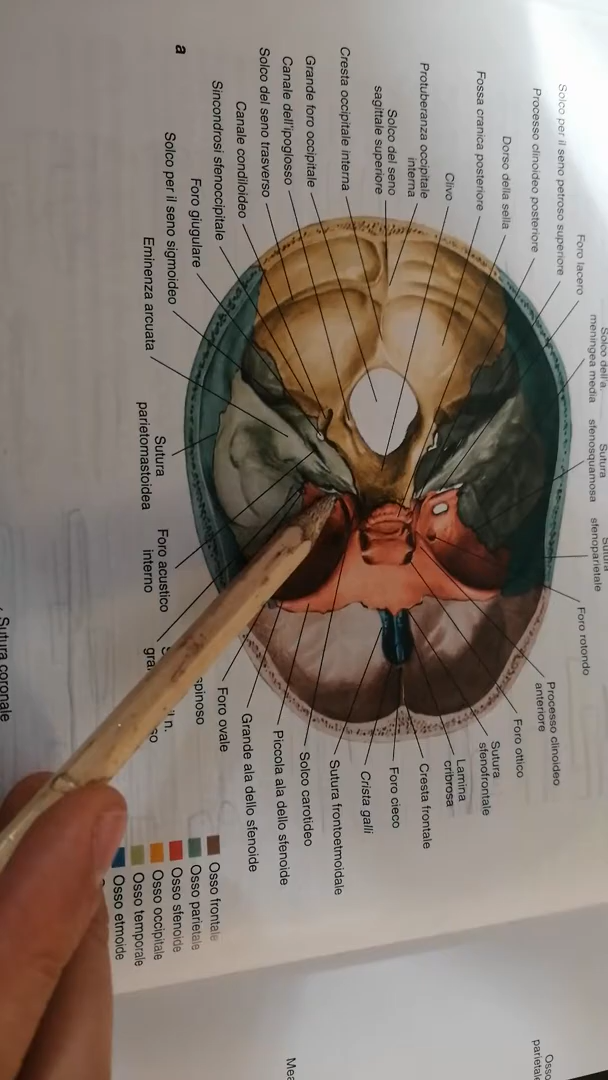 a
Solco per il seno petroso superiore
Processo clinoideo posteriore
Dorso della sella
Fossa cranica posteriore
Clivo
Protuberanza occipitale
interna
Solco del seno
sagittale superiore
Cresta occipitale interna
Grande foro occipitale
Canale dell'ipoglosso
Solco del seno trasverso
Canale condiloideo
Sincondrosi sfenoccipitale
Foro giugulare
Solco per il seno sigmoideo
Eminenza arcuata
Foro lacero
Solco dell'a.
meningea media
Sutura
sfenosquamosa
Sutura
sfenoparietale
Foro rotondo
Processo clinoideo
anteriore
Foro ottico
Sutura
sfenofrontale
Lamina
cribrosa
Cresta frontale
Foro cieco
Crista galli
Sutura frontoetmoidale
Solco carotideo
Piccola ala dello sfenoide
Grande ala dello sfenoide
Foro ovale
spinoso
Foro acustico
interno
Sutura
parietomastoidea
Osso frontale
Osso parietale
Osso sfenoide
Osso occipitale
Osso temporale
Osso etmoide
Sutura coronale
Osso